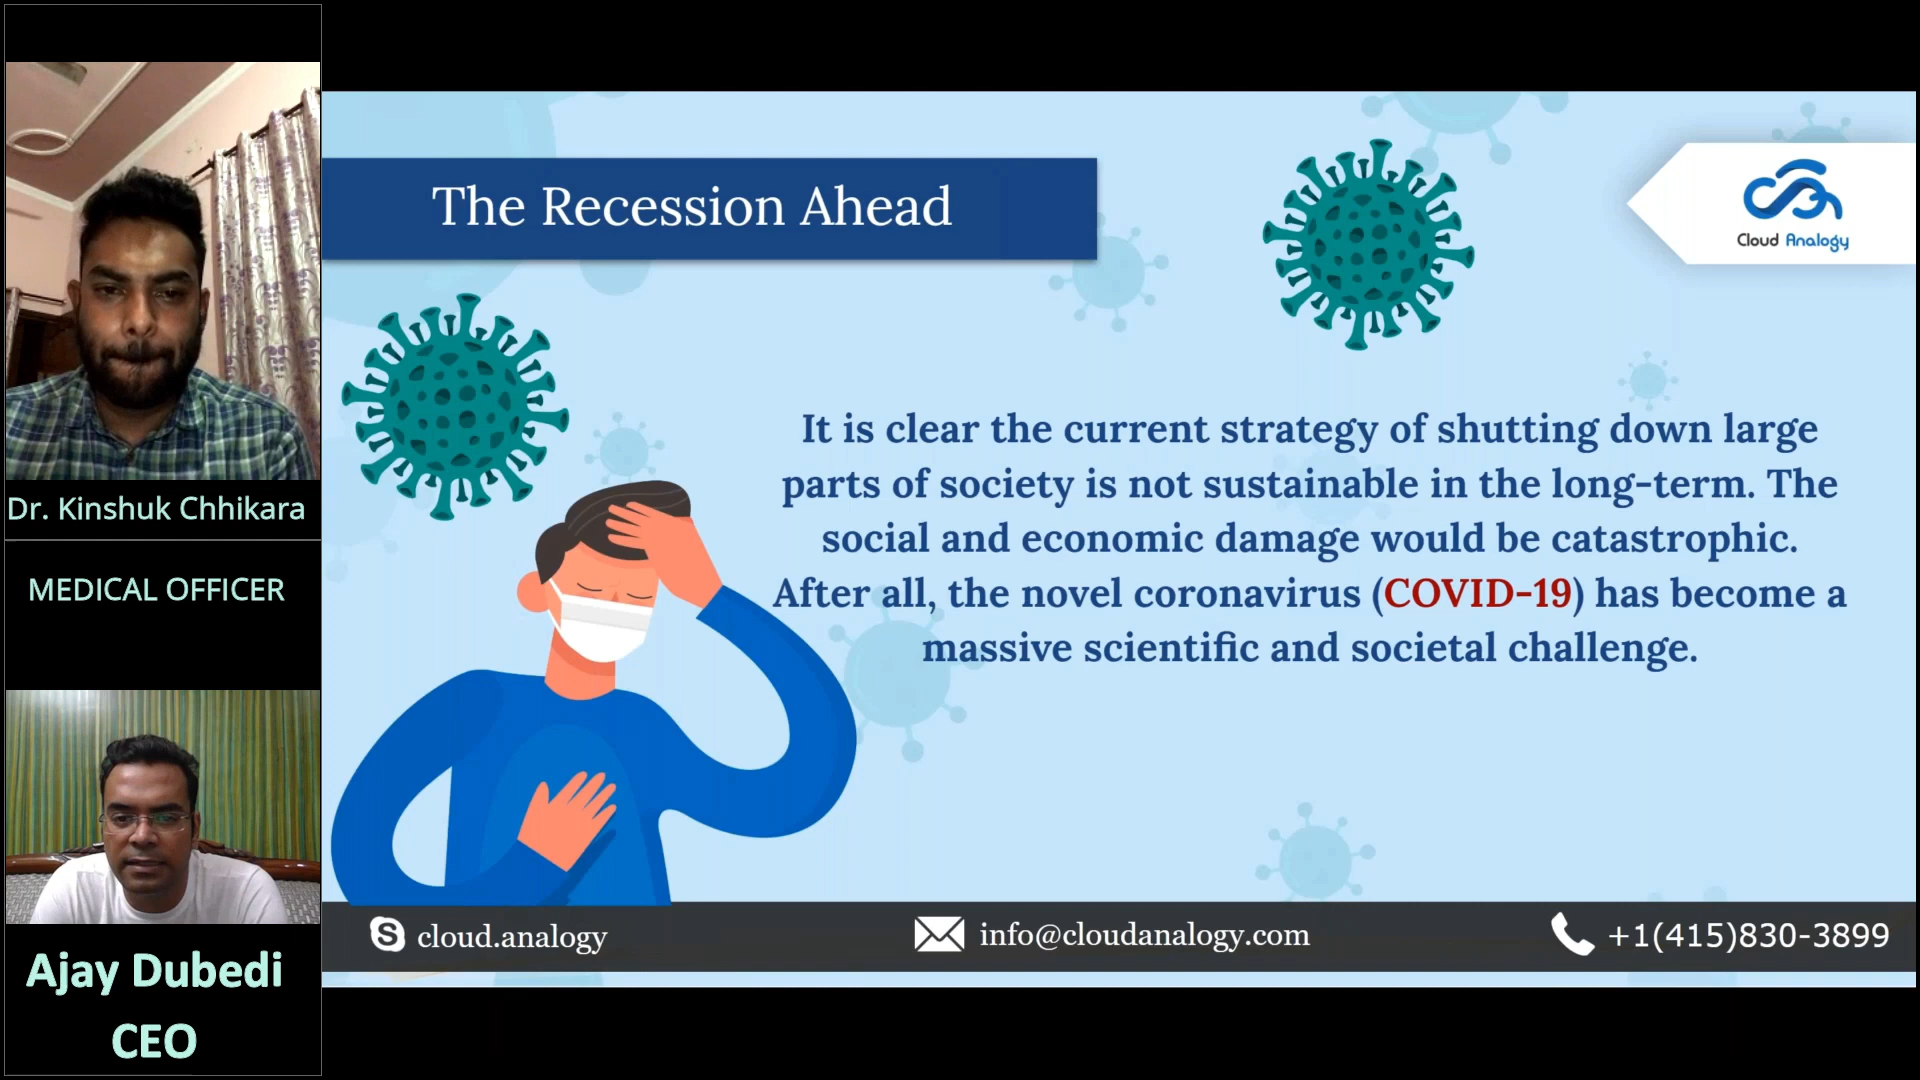 Dr. Kinshuk Chhikara
MEDICAL OFFICER
Ajay Dubedi
CEO
The Recession Ahead
Cloud Analogy
It is clear the current strategy of shutting down large
parts of society is not sustainable in the long-term. The
social and economic damage would be catastrophic.
After all, the novel coronavirus (COVID-19) has become a
massive scientific and societal challenge.
cloud.analogy
info@cloudanalogy.com
+1(415)830-3899